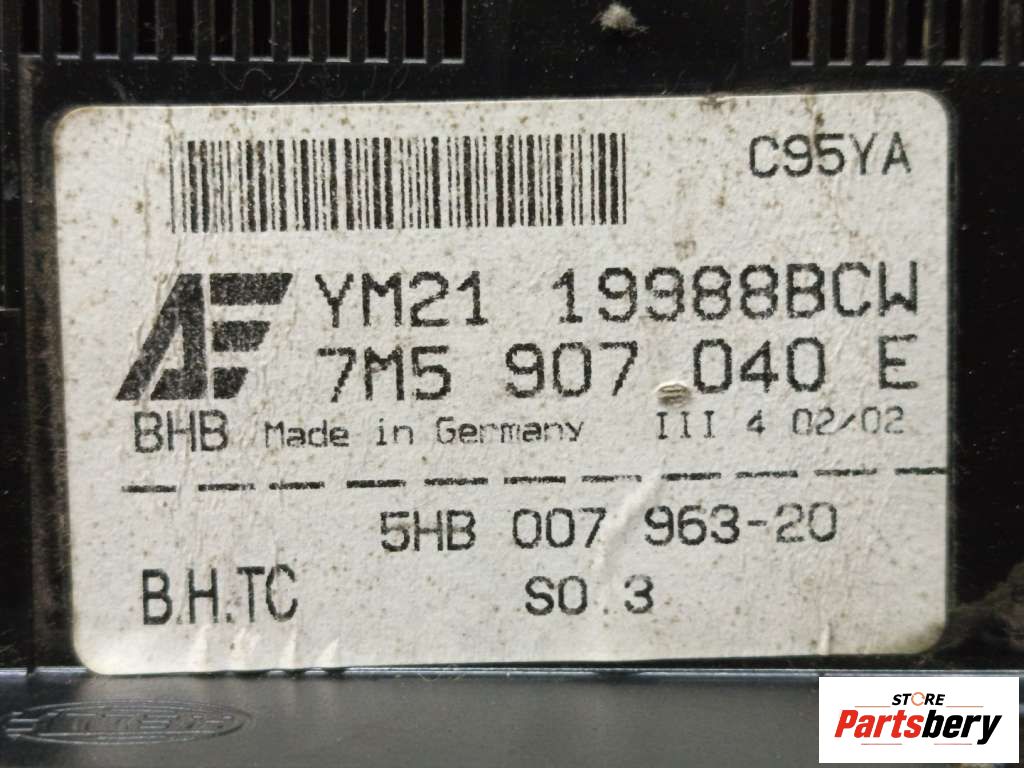 C95YA
AF
YM21 19988BCW
7M5 907 040 E
BHB Made in Germany III 4 02/02
5HB 007 963-20
B.H.TC SO.3
STORE
Partsbery